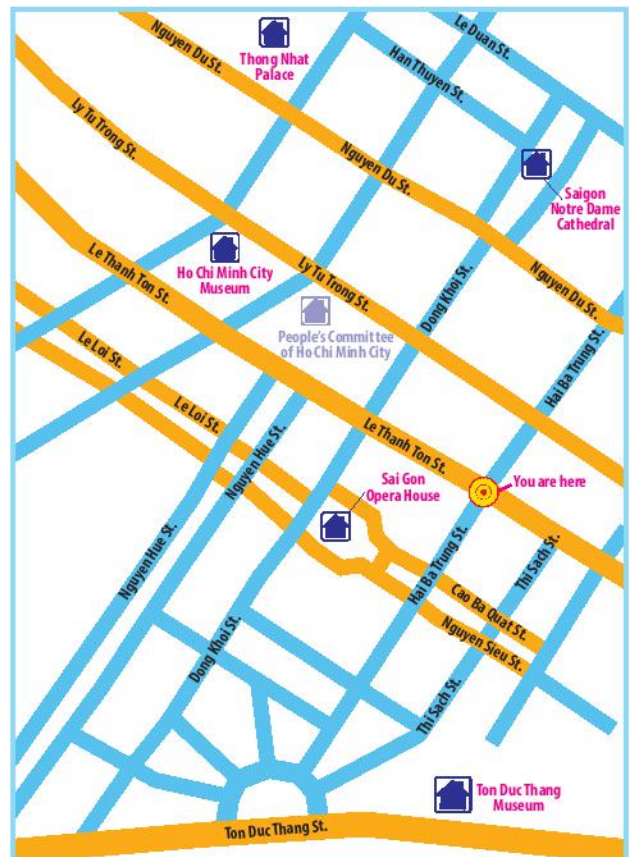 Le Duan St.
Nguyen Du St.
Thong Nhat
Palace
Han Thuyen St.
Ly Tu Trong St.
Nguyen Du St.
Saigon
Notre Dame
Cathedral
Le Thanh Ton St.
Ho Chi Minh City
Museum
Ly Tu Trong St.
Dong Khoi St.
Nguyen Du St.
People's Committee
of Ho Chi Minh City
Hai Ba Trung St.
Le Loi St.
Le Loi St.
Nguyen Hue St.
Le Thanh Ton St.
Sai Gon
Opera House
You are here
Nguyen Hue St.
Hai Ba Trung St.
Thi Sach St.
Cao Ba Quat St.
Nguyen Sieu St.
Dong Khoi St.
Thi Sach St.
Ton Duc Thang
Museum
Ton Duc Thang St.